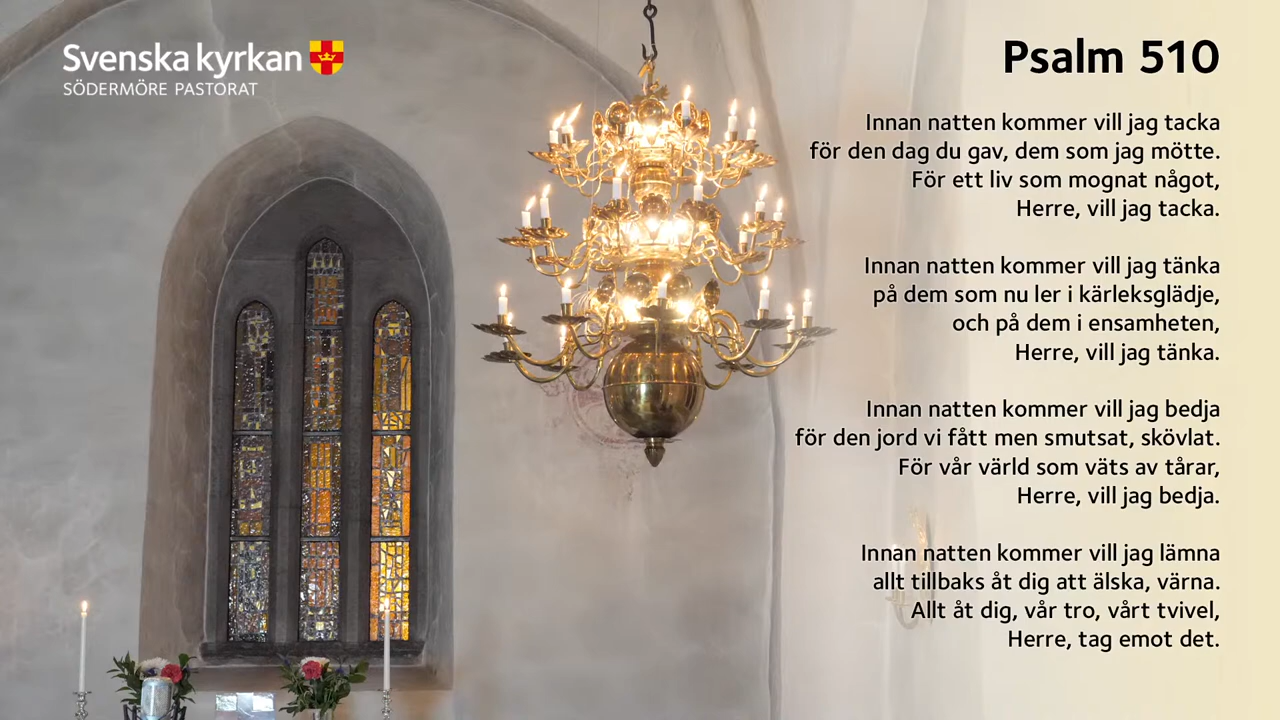 Svenska kyrkan
SÖDERMÖRE PASTORAT
Psalm 510
Innan natten kommer vill jag tacka
för den dag du gav, dem som jag mötte.
För ett liv som mognat något,
Herre, vill jag tacka.
Innan natten kommer vill jag tänka
på dem som nu ler i kärleksglädje,
och på dem i ensamheten,
Herre, vill jag tänka.
Innan natten kommer vill jag bedja
för den jord vi fått men smutsat, skövlat.
För vår värld som väts av tårar,
Herre, vill jag bedja.
Innan natten kommer vill jag lämna
allt tillbaks åt dig att älska, värna.
Allt åt dig, vår tro, vårt tvivel,
Herre, tag emot det.